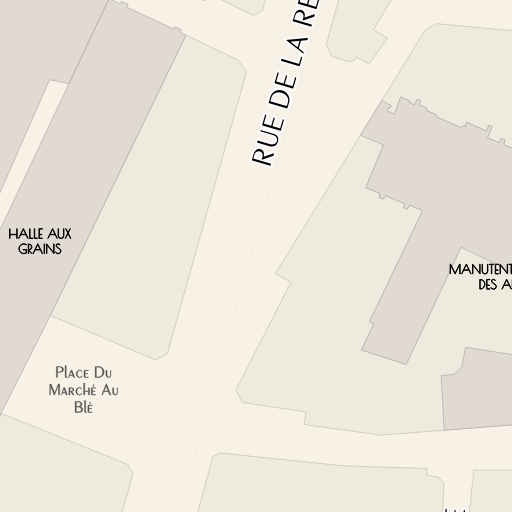 RUE DE LA RE
HALLE AUX
GRAINS
MANUTENT
DES A
Place Du
Marché Au
Blé